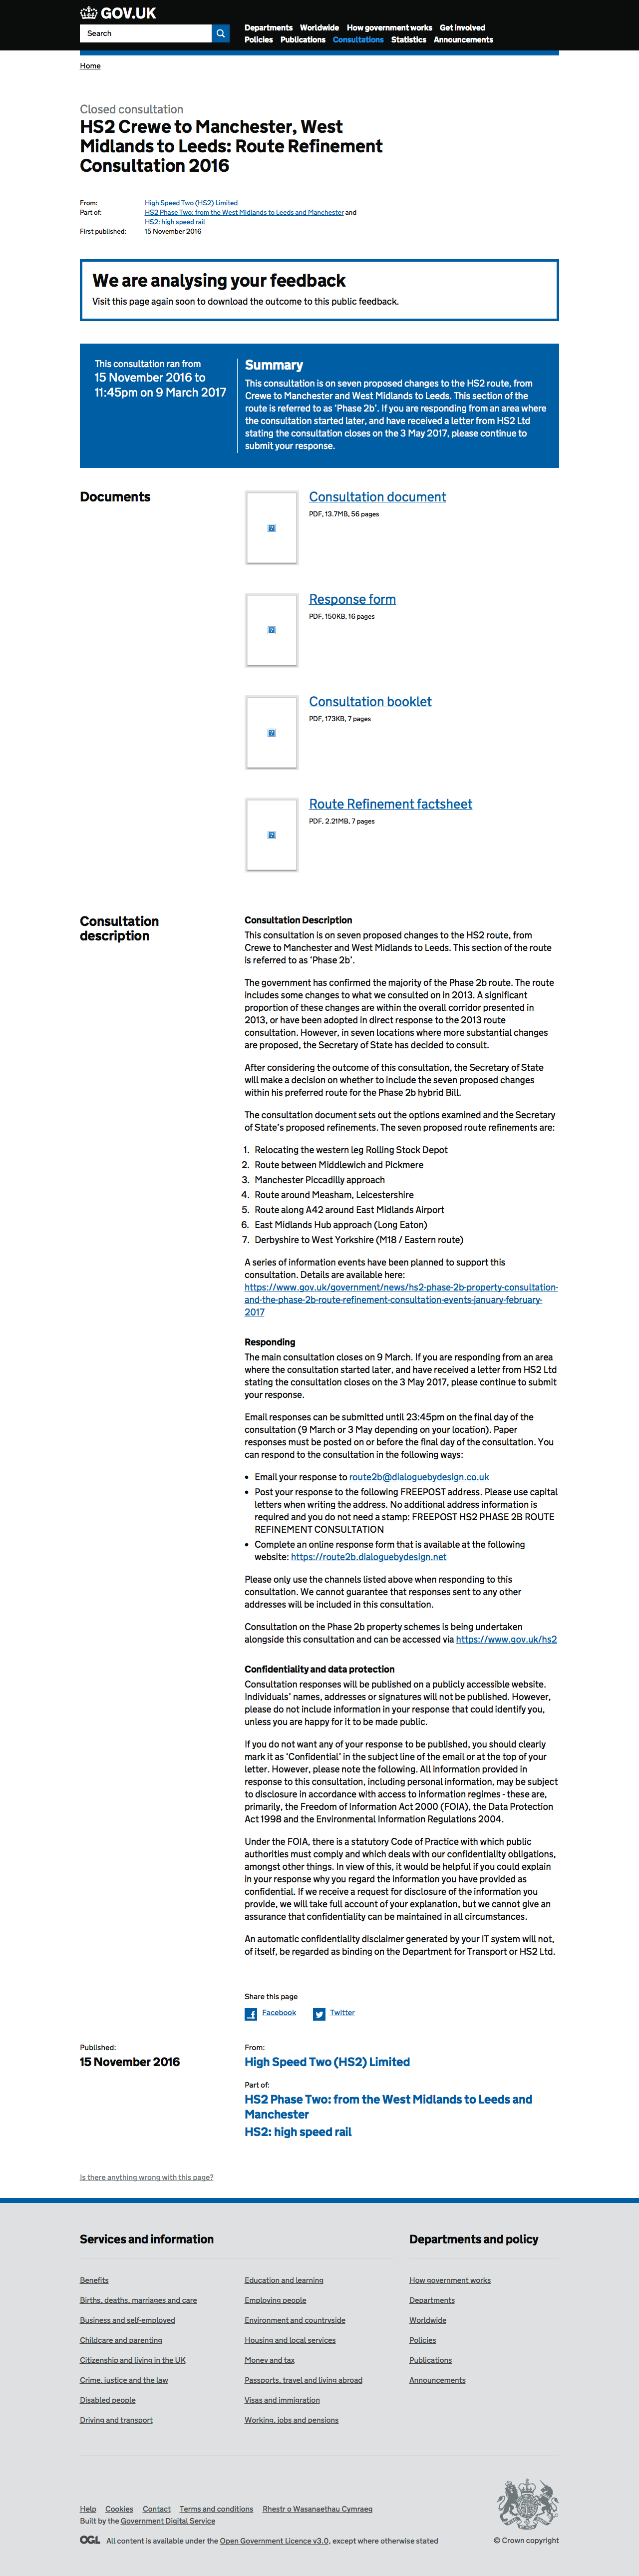 GOV.UK
Search
Departments Worldwide How government works Get involved
Policies Publications Consultations Statistics Announcements
Home
Closed consultation
HS2 Crewe to Manchester, West
Midlands to Leeds: Route Refinement
Consultation 2016
From: High Speed Two (HS2) Limited
Part of: HS2 Phase Two: from the West Midlands to Leeds and Manchester and
HS2: high speed rail
First published: 15 November 2016
We are analysing your feedback
Visit this page again soon to download the outcome to this public feedback.
This consultation ran from
15 November 2016 to
11:45pm on 9 March 2017
Summary
This consultation is on seven proposed changes to the HS2 route, from
Crewe to Manchester and West Midlands to Leeds. This section of the
route is referred to as ‘Phase 2b’. If you are responding from an area where
the consultation started later, and have received a letter from HS2 Ltd
stating the consultation closes on the 3 May 2017, please continue to
submit your response.
Documents
Consultation document
PDF, 13.7MB, 56 pages
Response form
PDF, 150KB, 16 pages
Consultation booklet
PDF, 173KB, 7 pages
Route Refinement factsheet
PDF, 2.21MB, 7 pages
Consultation
description
Consultation Description
This consultation is on seven proposed changes to the HS2 route, from
Crewe to Manchester and West Midlands to Leeds. This section of the route
is referred to as ‘Phase 2b’.
The government has confirmed the majority of the Phase 2b route. The route
includes some changes to what we consulted on in 2013. A significant
proportion of these changes are within the overall corridor presented in
2013, or have been adopted in direct response to the 2013 route
consultation. However, in seven locations where more substantial changes
are proposed, the Secretary of State has decided to consult.
After considering the outcome of this consultation, the Secretary of State
will make a decision on whether to include the seven proposed changes
within his preferred route for the Phase 2b hybrid Bill.
The consultation document sets out the options examined and the Secretary
of State’s proposed refinements. The seven proposed route refinements are:
1. Relocating the western leg Rolling Stock Depot
2. Route between Middlewich and Pickmere
3. Manchester Piccadilly approach
4. Route around Measham, Leicestershire
5. Route along A42 around East Midlands Airport
6. East Midlands Hub approach (Long Eaton)
7. Derbyshire to West Yorkshire (M18 / Eastern route)
A series of information events have been planned to support this
consultation. Details are available here:
https://www.gov.uk/government/news/hs2-phase-2b-property-consultation-
and-the-phase-2b-route-refinement-consultation-events-january-february-
2017
Responding
The main consultation closes on 9 March. If you are responding from an area
where the consultation started later, and have received a letter from HS2 Ltd
stating the consultation closes on the 3 May 2017, please continue to submit
your response.
Email responses can be submitted until 23:45pm on the final day of the
consultation (9 March or 3 May depending on your location). Paper
responses must be posted on or before the final day of the consultation. You
can respond to the consultation in the following ways:
• Email your response to route2b@dialoguebydesign.co.uk
• Post your response to the following FREEPOST address. Please use capital
letters when writing the address. No additional address information is
required and you do not need a stamp: FREEPOST HS2 PHASE 2B ROUTE
REFINEMENT CONSULTATION
• Complete an online response form that is available at the following
website: https://route2b.dialoguebydesign.net
Please only use the channels listed above when responding to this
consultation. We cannot guarantee that responses sent to any other
addresses will be included in this consultation.
Consultation on the Phase 2b property schemes is being undertaken
alongside this consultation and can be accessed via https://www.gov.uk/hs2
Confidentiality and data protection
Consultation responses will be published on a publicly accessible website.
Individuals’ names, addresses or signatures will not be published. However,
please do not include information in your response that could identify you,
unless you are happy for it to be made public.
If you do not want any of your response to be published, you should clearly
mark it as ‘Confidential’ in the subject line of the email or at the top of your
letter. However, please note the following. All information provided in
response to this consultation, including personal information, may be subject
to disclosure in accordance with access to information regimes - these are,
primarily, the Freedom of Information Act 2000 (FOIA), the Data Protection
Act 1998 and the Environmental Information Regulations 2004.
Under the FOIA, there is a statutory Code of Practice with which public
authorities must comply and which deals with our confidentiality obligations,
amongst other things. In view of this, it would be helpful if you could explain
in your response why you regard the information you have provided as
confidential. If we receive a request for disclosure of the information you
provide, we will take full account of your explanation, but we cannot give an
assurance that confidentiality can be maintained in all circumstances.
An automatic confidentiality disclaimer generated by your IT system will not,
of itself, be regarded as binding on the Department for Transport or HS2 Ltd.
Share this page
Facebook Twitter
Published:
15 November 2016
From:
High Speed Two (HS2) Limited
Part of:
HS2 Phase Two: from the West Midlands to Leeds and
Manchester
HS2: high speed rail
Is there anything wrong with this page?
Services and information
Benefits
Births, deaths, marriages and care
Business and self-employed
Childcare and parenting
Citizenship and living in the UK
Crime, justice and the law
Disabled people
Driving and transport
Education and learning
Employing people
Environment and countryside
Housing and local services
Money and tax
Passports, travel and living abroad
Visas and immigration
Working, jobs and pensions
Departments and policy
How government works
Departments
Worldwide
Policies
Publications
Announcements
Help Cookies Contact Terms and conditions Rhestr o Wasanaethau Cymraeg
Built by the Government Digital Service
OGL All content is available under the Open Government Licence v3.0, except where otherwise stated
© Crown copyright